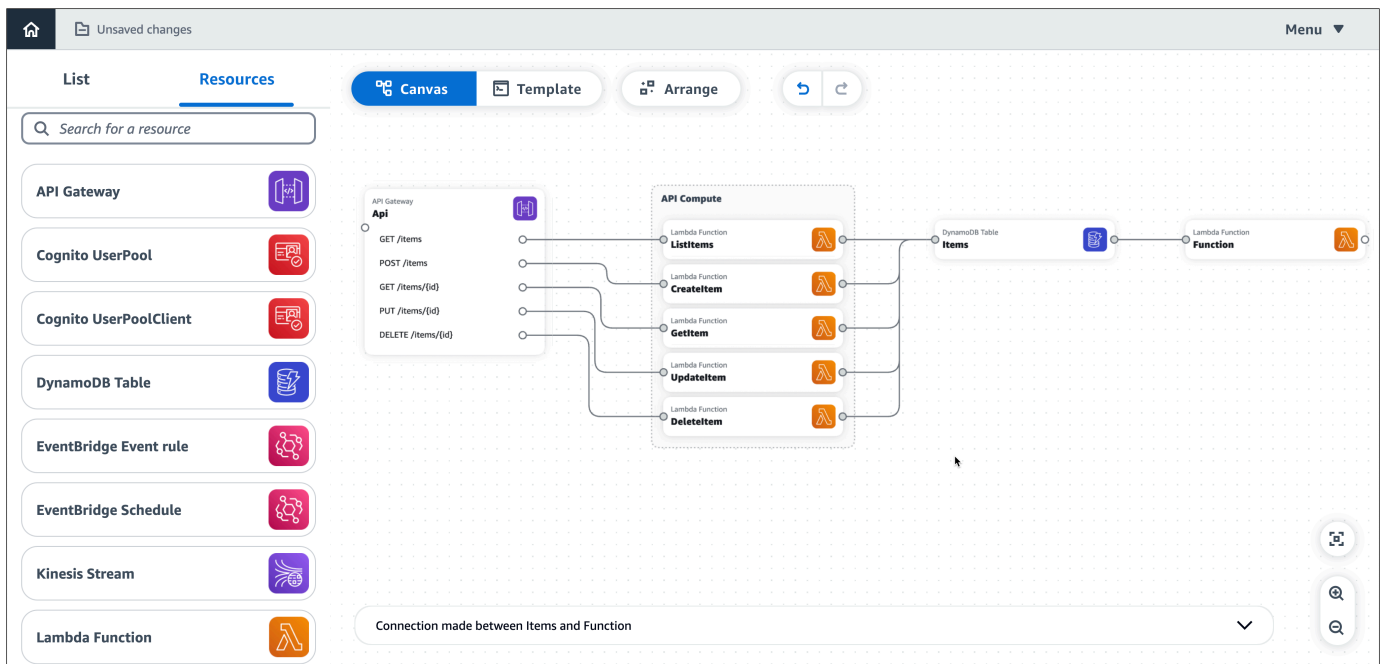 Unsaved changes
Menu
List
Resources
Search for a resource
API Gateway
Cognito UserPool
Cognito UserPoolClient
DynamoDB Table
EventBridge Event rule
EventBridge Schedule
Kinesis Stream
Lambda Function
Canvas
Template
Arrange
API Gateway
Api
GET /items
POST /items
GET /items/{id}
PUT /items/{id}
DELETE /items/{id}
API Compute
Lambda Function
ListItems
Lambda Function
CreateItem
Lambda Function
GetItem
Lambda Function
UpdateItem
Lambda Function
DeleteItem
DynamoDB Table
Items
Lambda Function
Function
Connection made between Items and Function